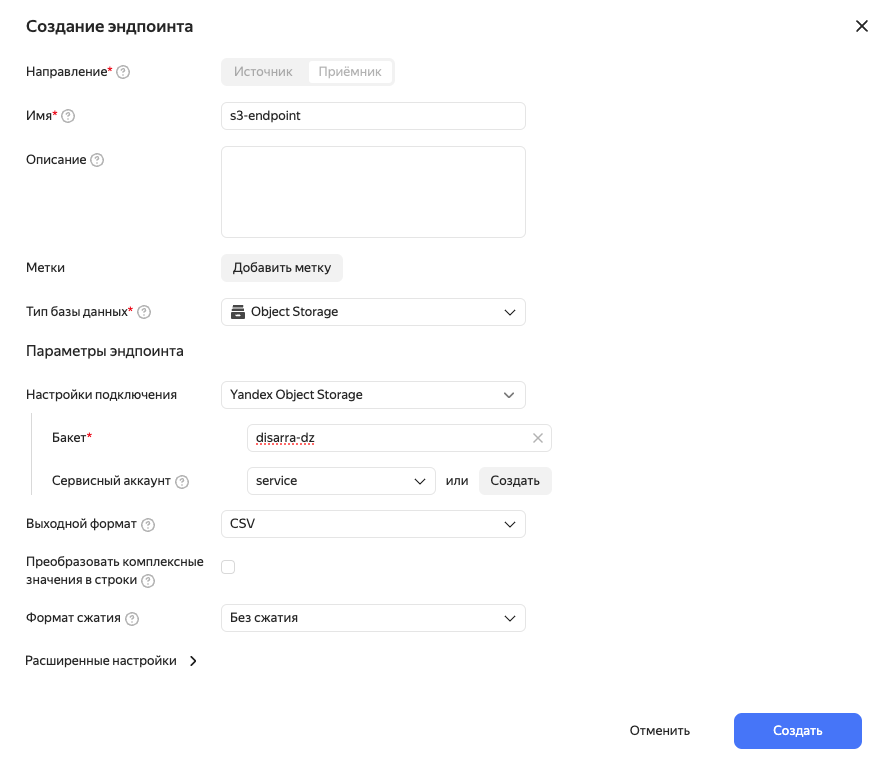 Создание эндпоинта
Направление* Источник Приёмник
Имя* s3-endpoint
Описание
Метки Добавить метку
Тип базы данных* Object Storage
Параметры эндпоинта
Настройки подключения Yandex Object Storage
Бакет* disarra-dz
Сервисный аккаунт service или Создать
Выходной формат CSV
Преобразовать комплексные
значения в строки
Формат сжатия Без сжатия
Расширенные настройки
Отменить Создать